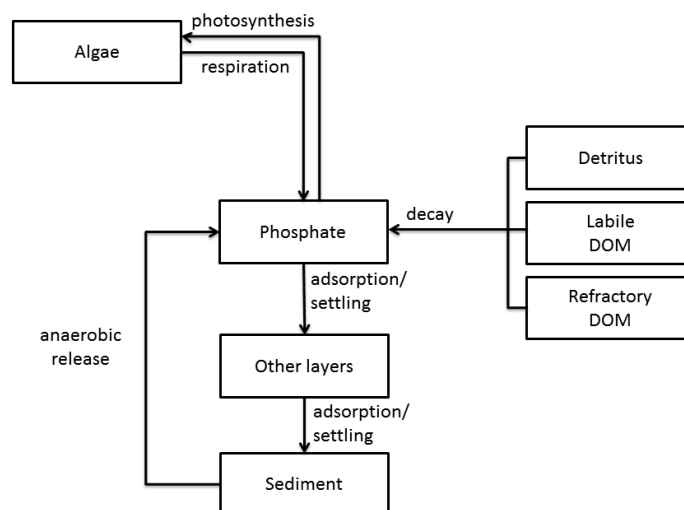 photosynthesis
Algae
respiration
Detritus
decay
Labile
DOM
Phosphate
adsorption/
settling
Refractory
DOM
anaerobic
release
Other layers
adsorption/
settling
Sediment